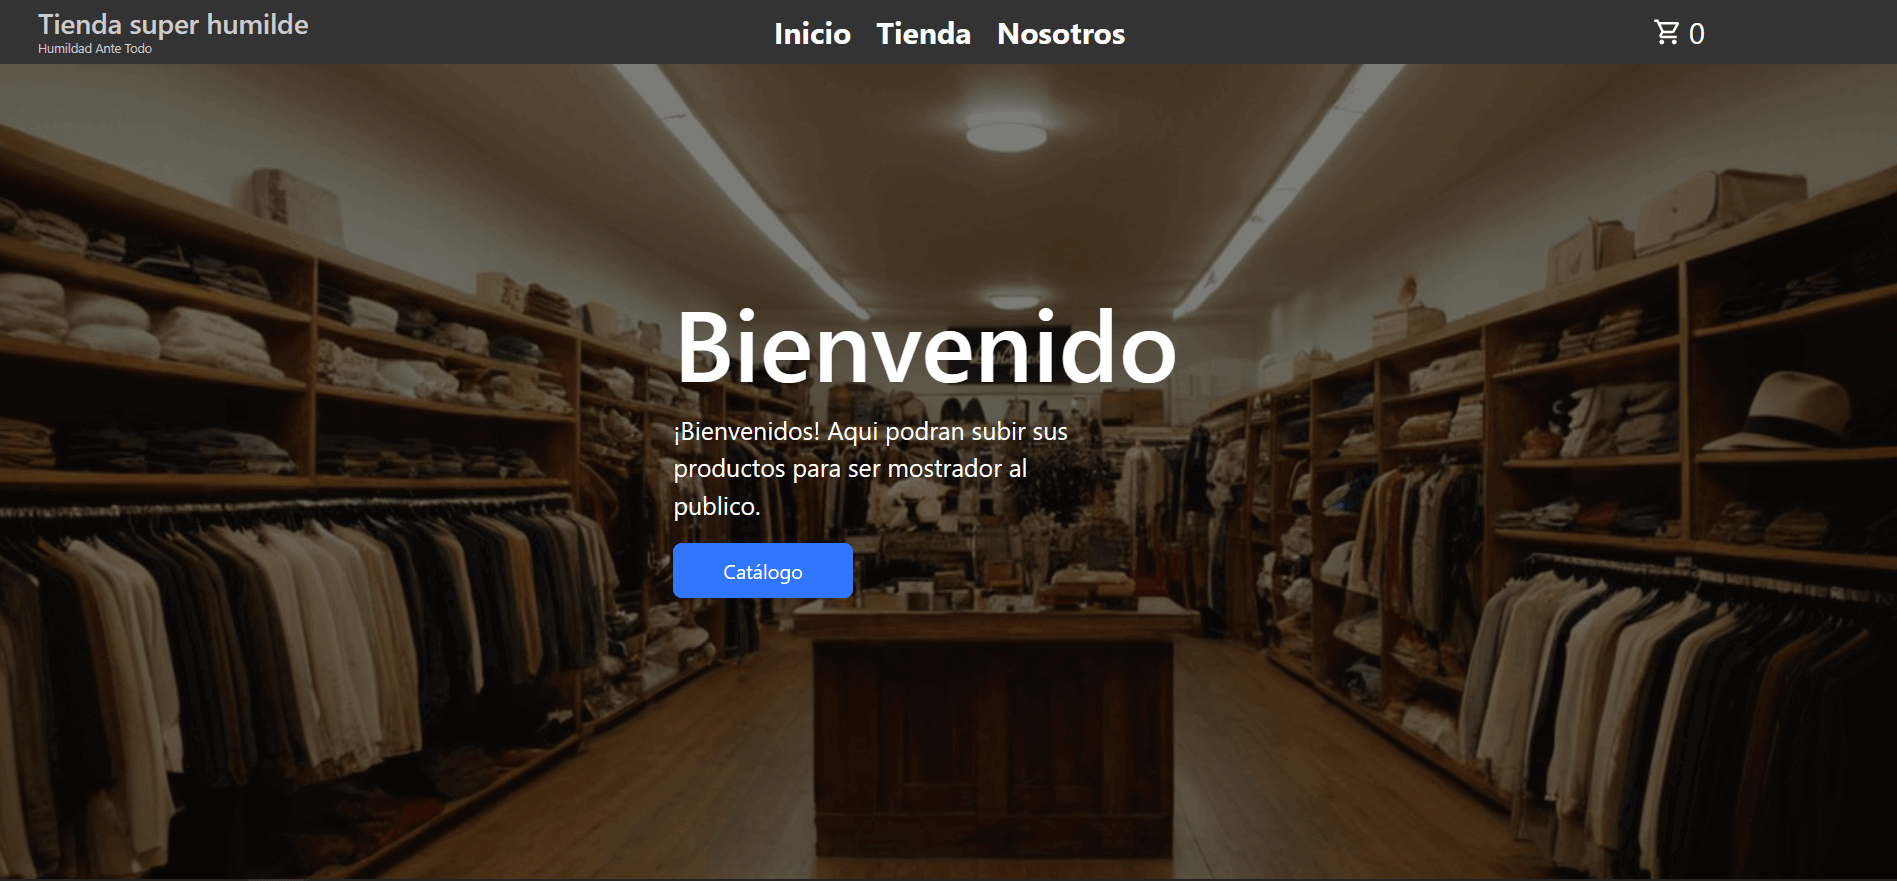 Tienda super humilde
Humildad Ante Todo
Inicio Tienda Nosotros
0
Bienvenido
¡Bienvenidos! Aqui podran subir sus
productos para ser mostrador al
publico.
Catálogo